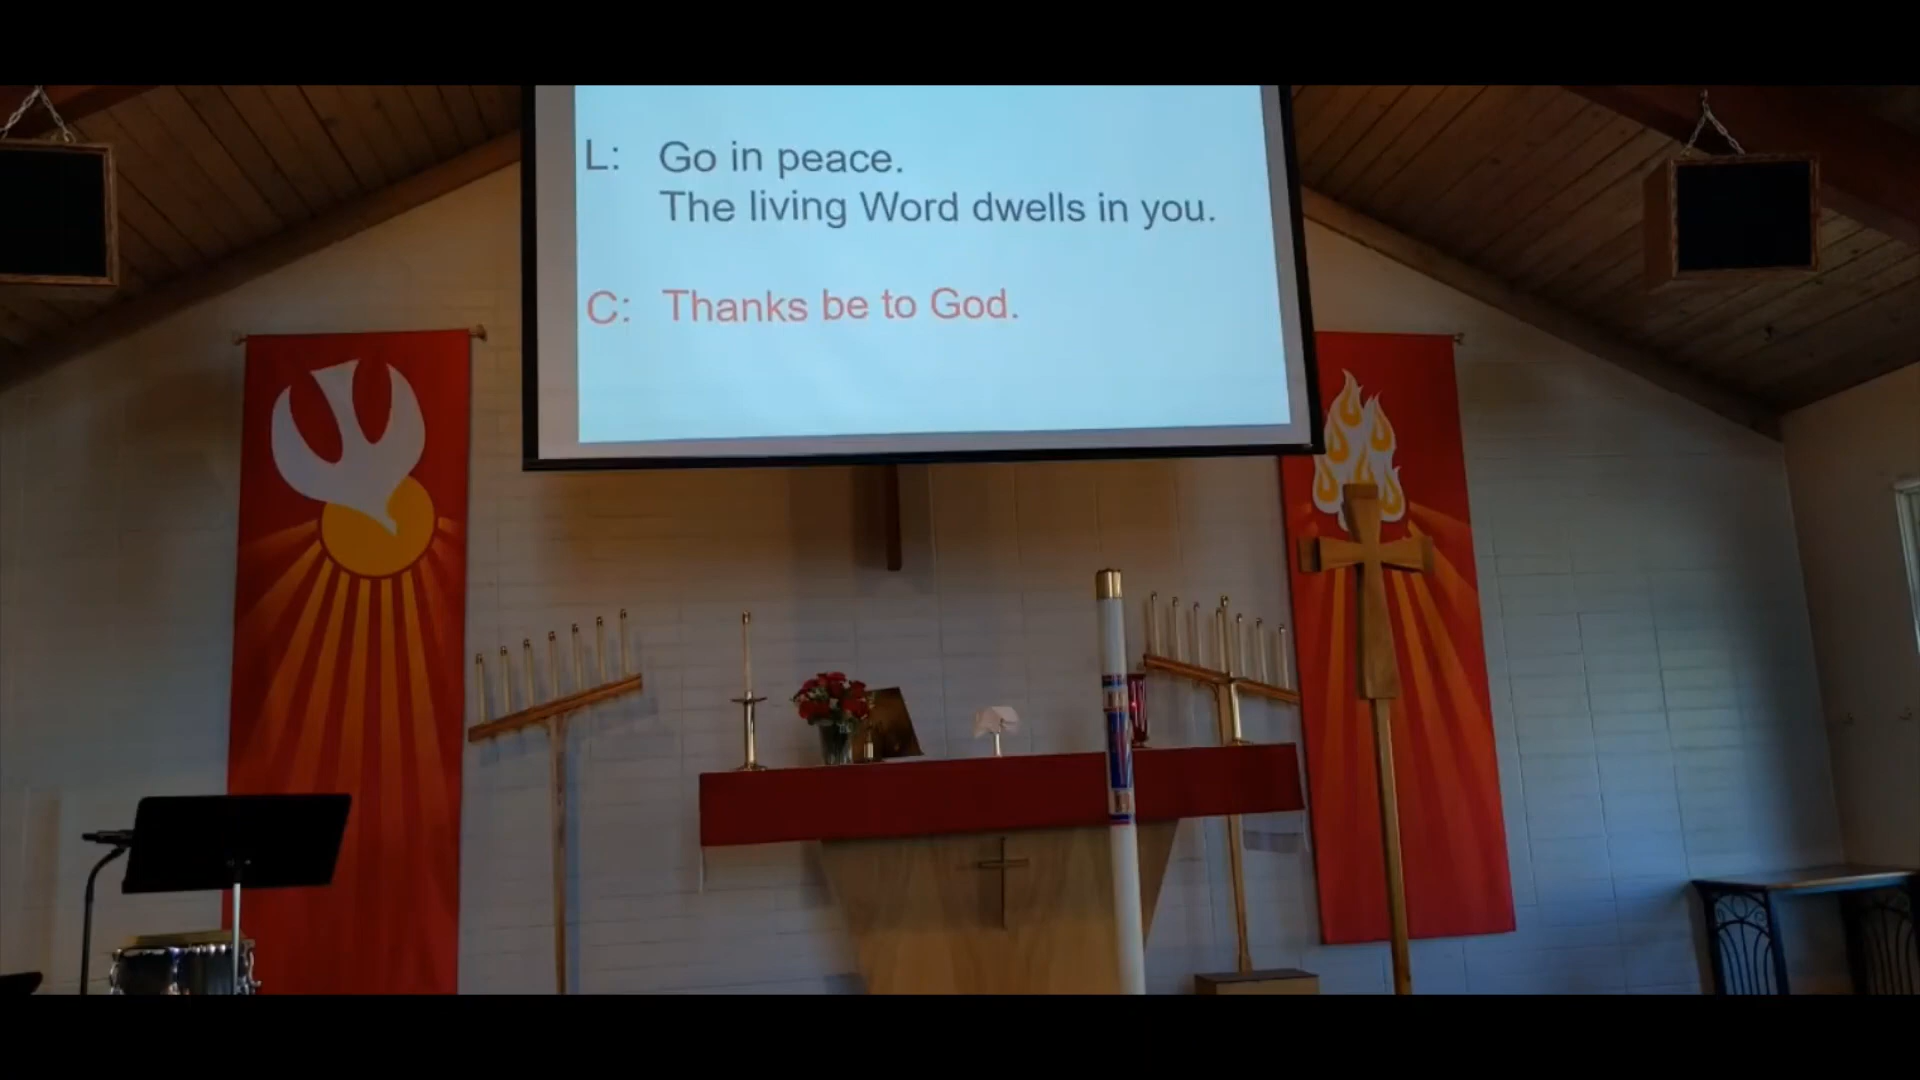 L: Go in peace.
The living Word dwells in you.
C: Thanks be to God.